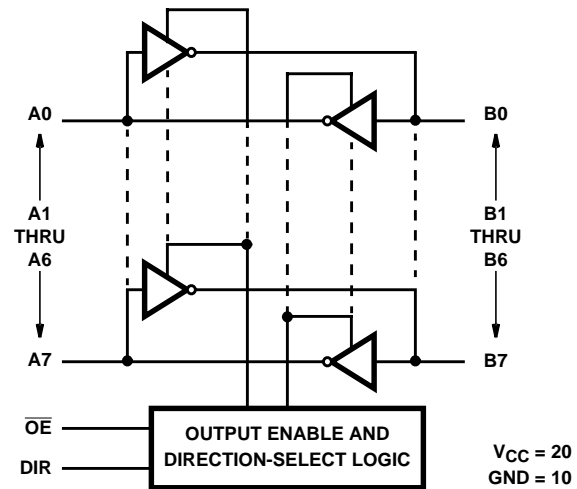 A0
B0
A1
THRU
A6
B1
THRU
B6
A7
B7
OE
DIR
OUTPUT ENABLE AND
DIRECTION-SELECT LOGIC
VCC = 20
GND = 10